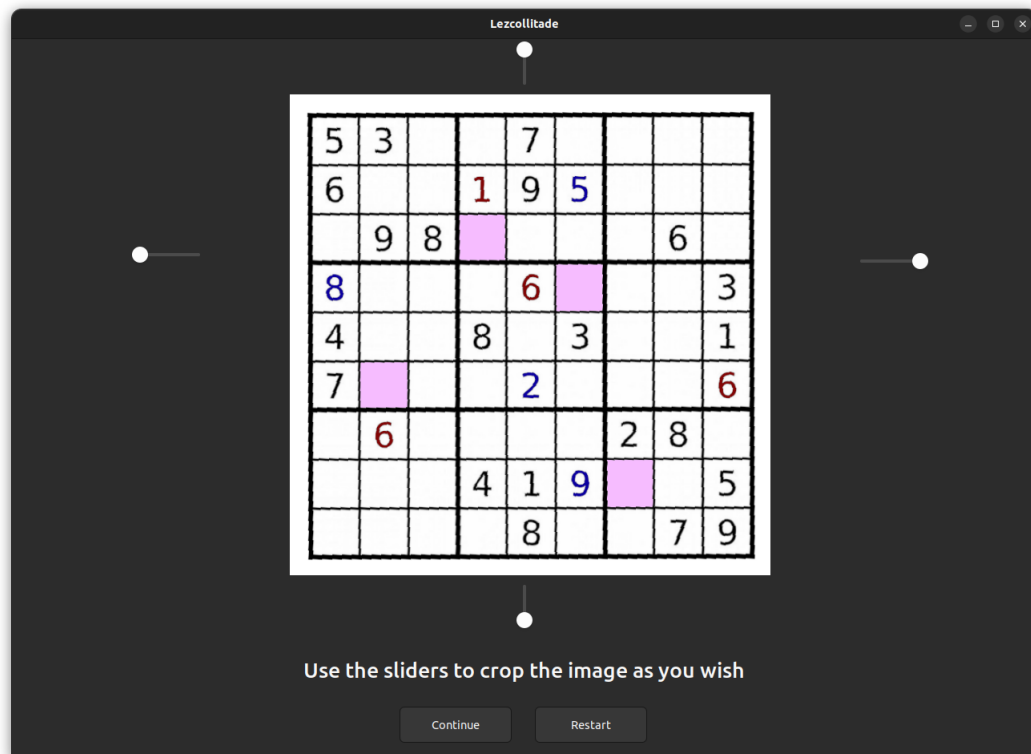 Lezcollitade
5 3 7
6 1 9 5
9 8 6
8 6 3
4 8 3 1
7 2 6
6 2 8
4 1 9 5
8 7 9
Use the sliders to crop the image as you wish
Continue Restart